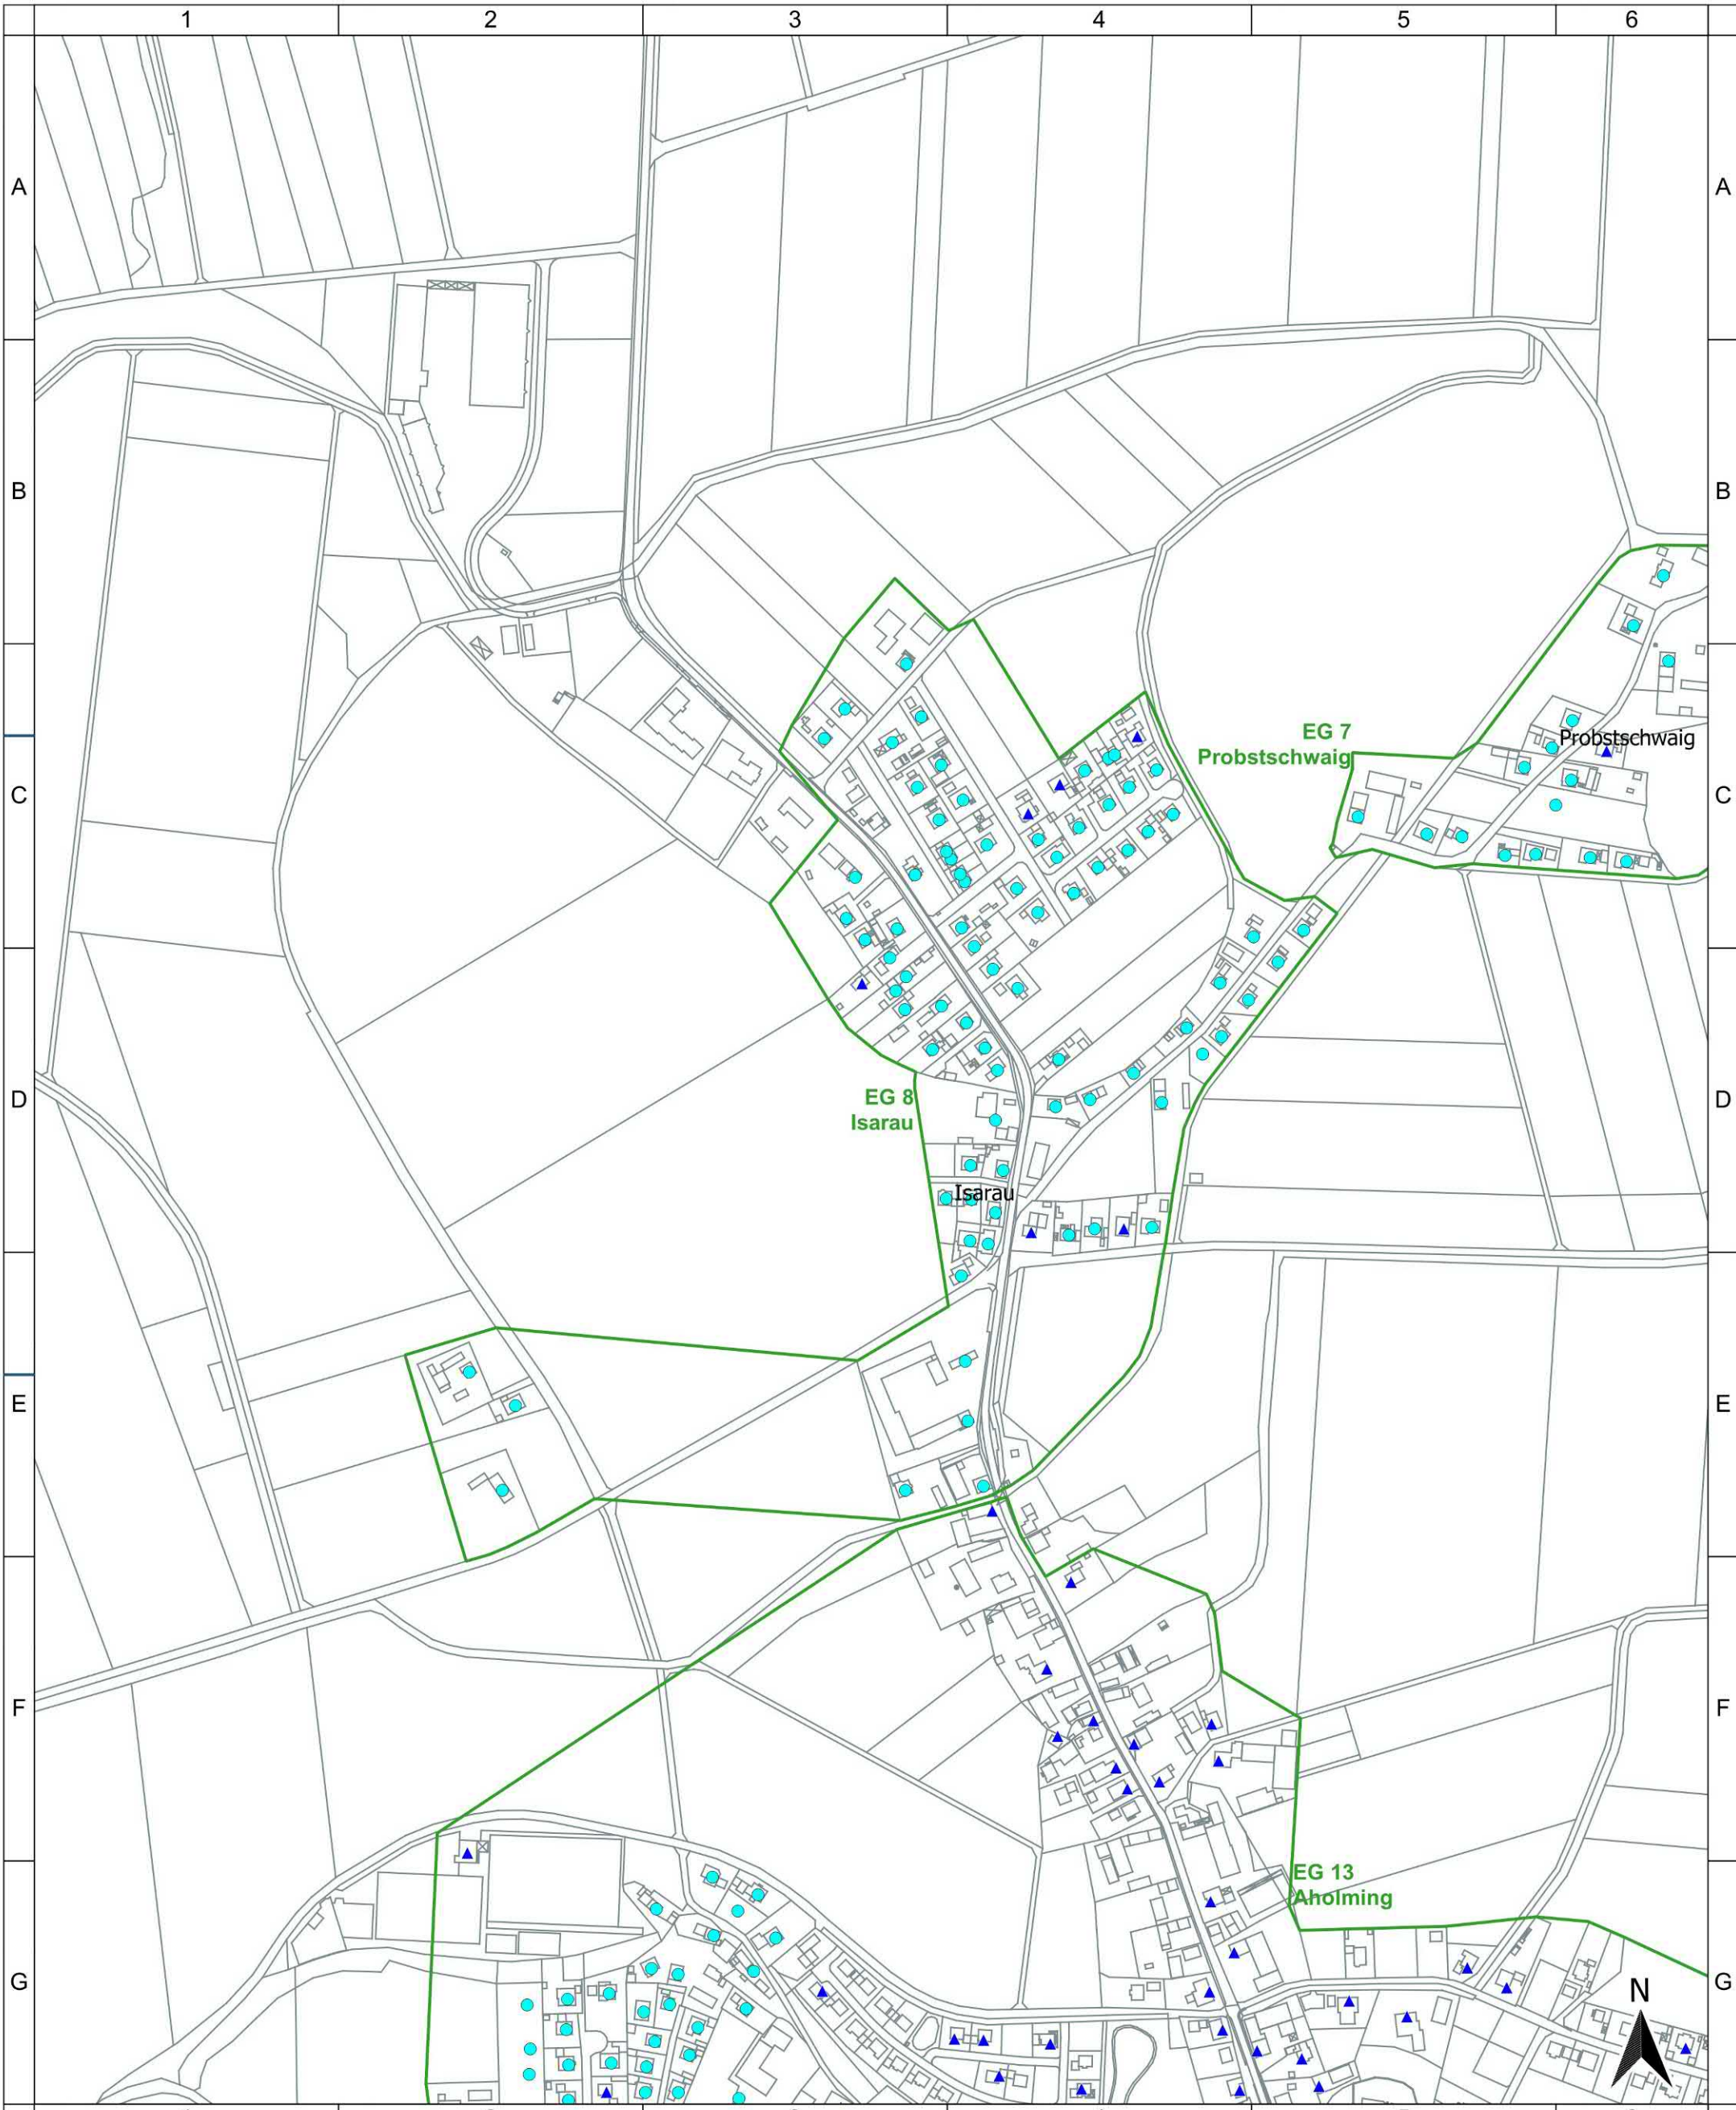 1 2 3 4 5 6
A A
B B
EG 7
Probstschwaig
Probstschwaig
C C
EG 8
Isarau
D D
Isarau
E E
F F
EG 13
Aholming
G G
N